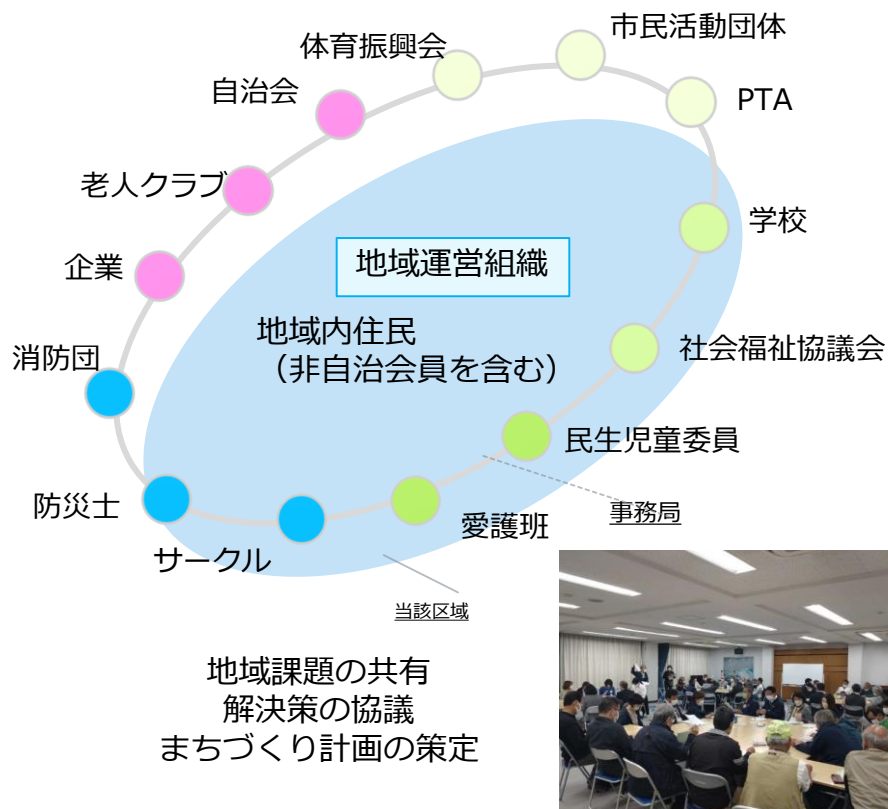 市民活動団体
体育振興会
PTA
自治会
老人クラブ
学校
企業
地域運営組織
地域内住民
（非自治会員を含む）
消防団
社会福祉協議会
民生児童委員
防災士
事務局
愛護班
サークル
当該区域
地域課題の共有
解決策の協議
まちづくり計画の策定